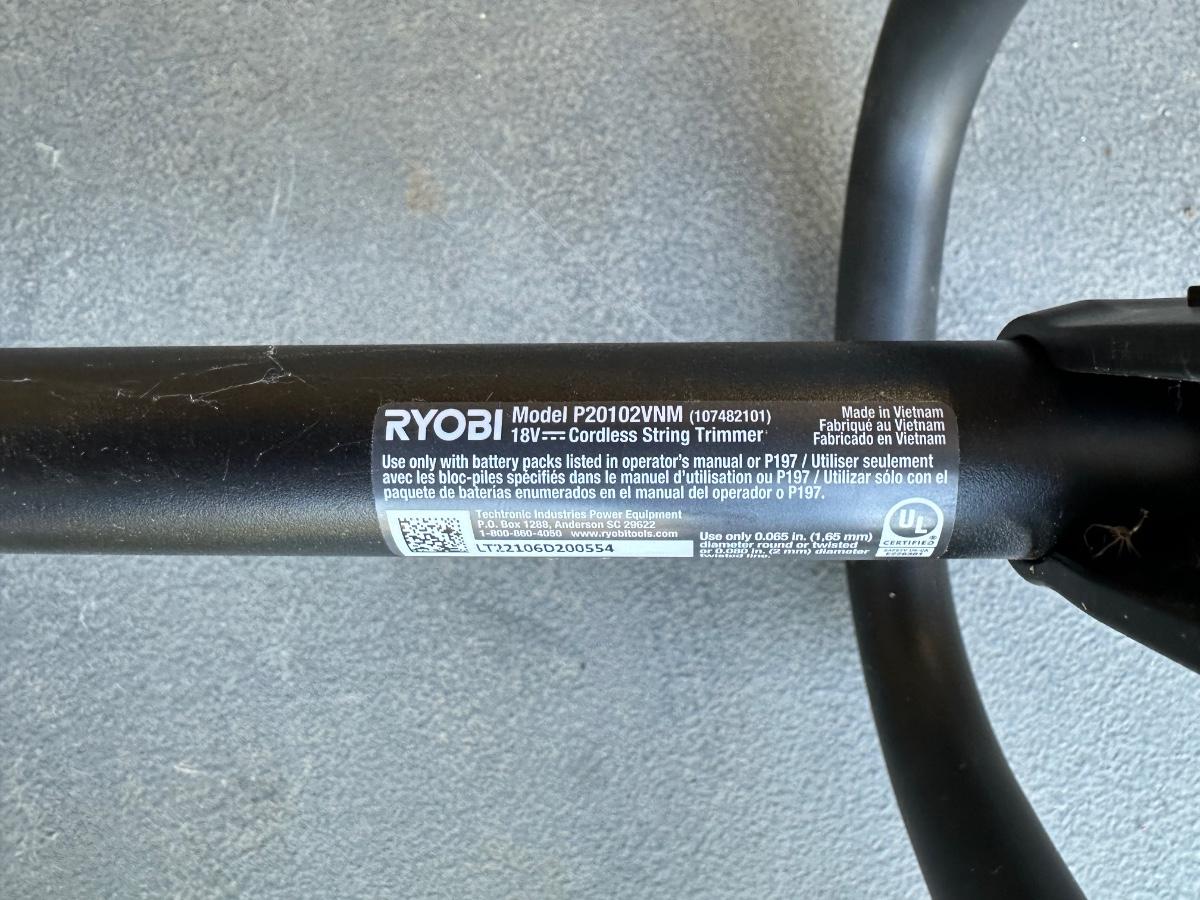 RYOBI Model P20102VNM (107482101)
18V⎓Cordless String Trimmer
Made in Vietnam
Fabriqué au Vietnam
Fabricado en Vietnam
Use only with battery packs listed in operator's manual or P197 / Utiliser seulement
avec les bloc-piles spécifiés dans le manuel d'utilisation ou P197 / Utilizar sólo con el
paquete de baterías enumerados en el manual del operador o P197.
Techtronic Industries Power Equipment
P.O. Box 1288, Anderson SC 29622
1-800-860-4050 www.ryobitools.com
LT22106D200554
Use only 0.065 in. (1,65 mm)
diameter round or twisted
or 0.080 in. (2 mm) diameter
twisted line.
UL
CERTIFIED